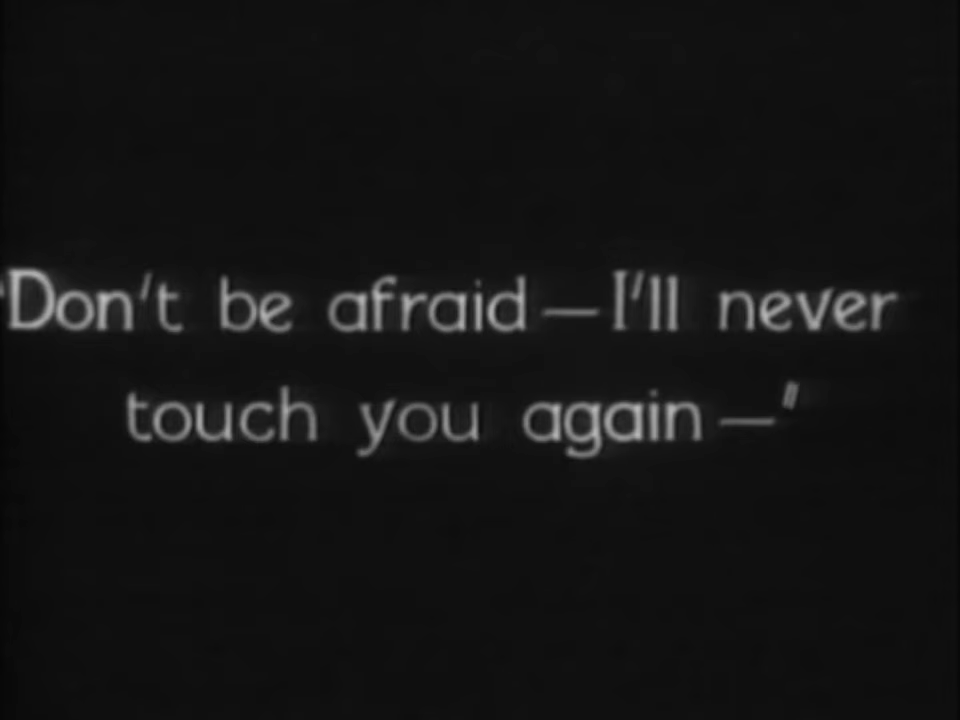 "Don't be afraid — I'll never
touch you again —"